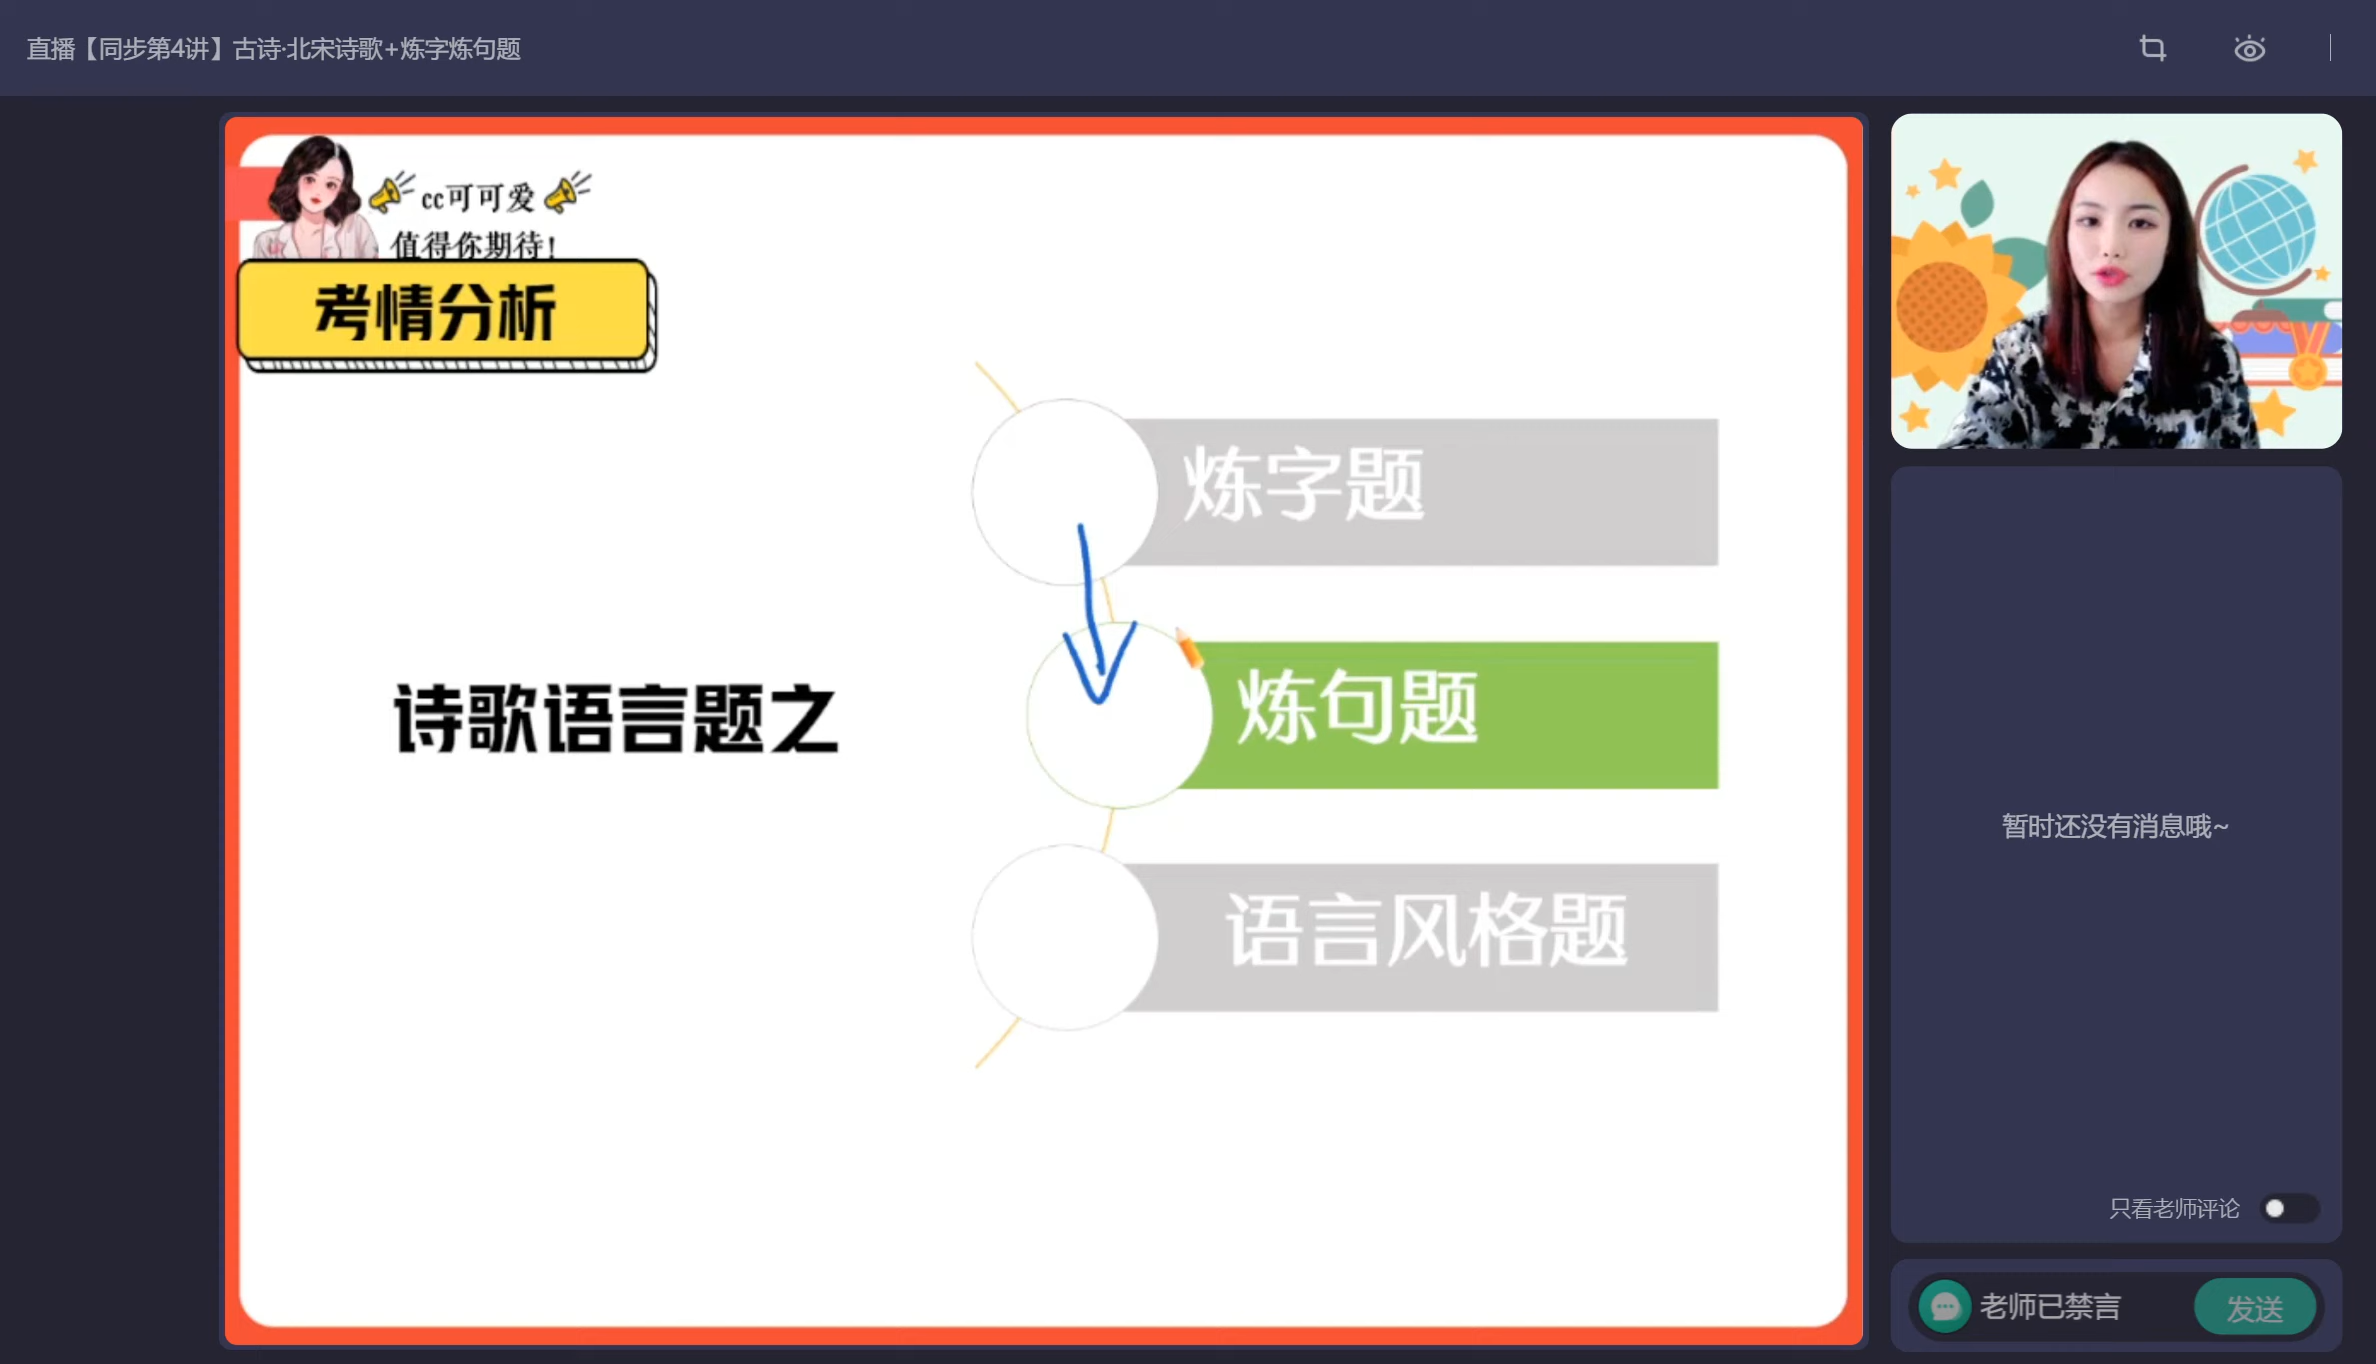 直播【同步第4讲】古诗·北宋诗歌+炼字炼句题
cc可可爱
值得你期待!
考情分析
炼字题
诗歌语言题之
炼句题
语言风格题
暂时还没有消息哦~
只看老师评论
老师已禁言
发送